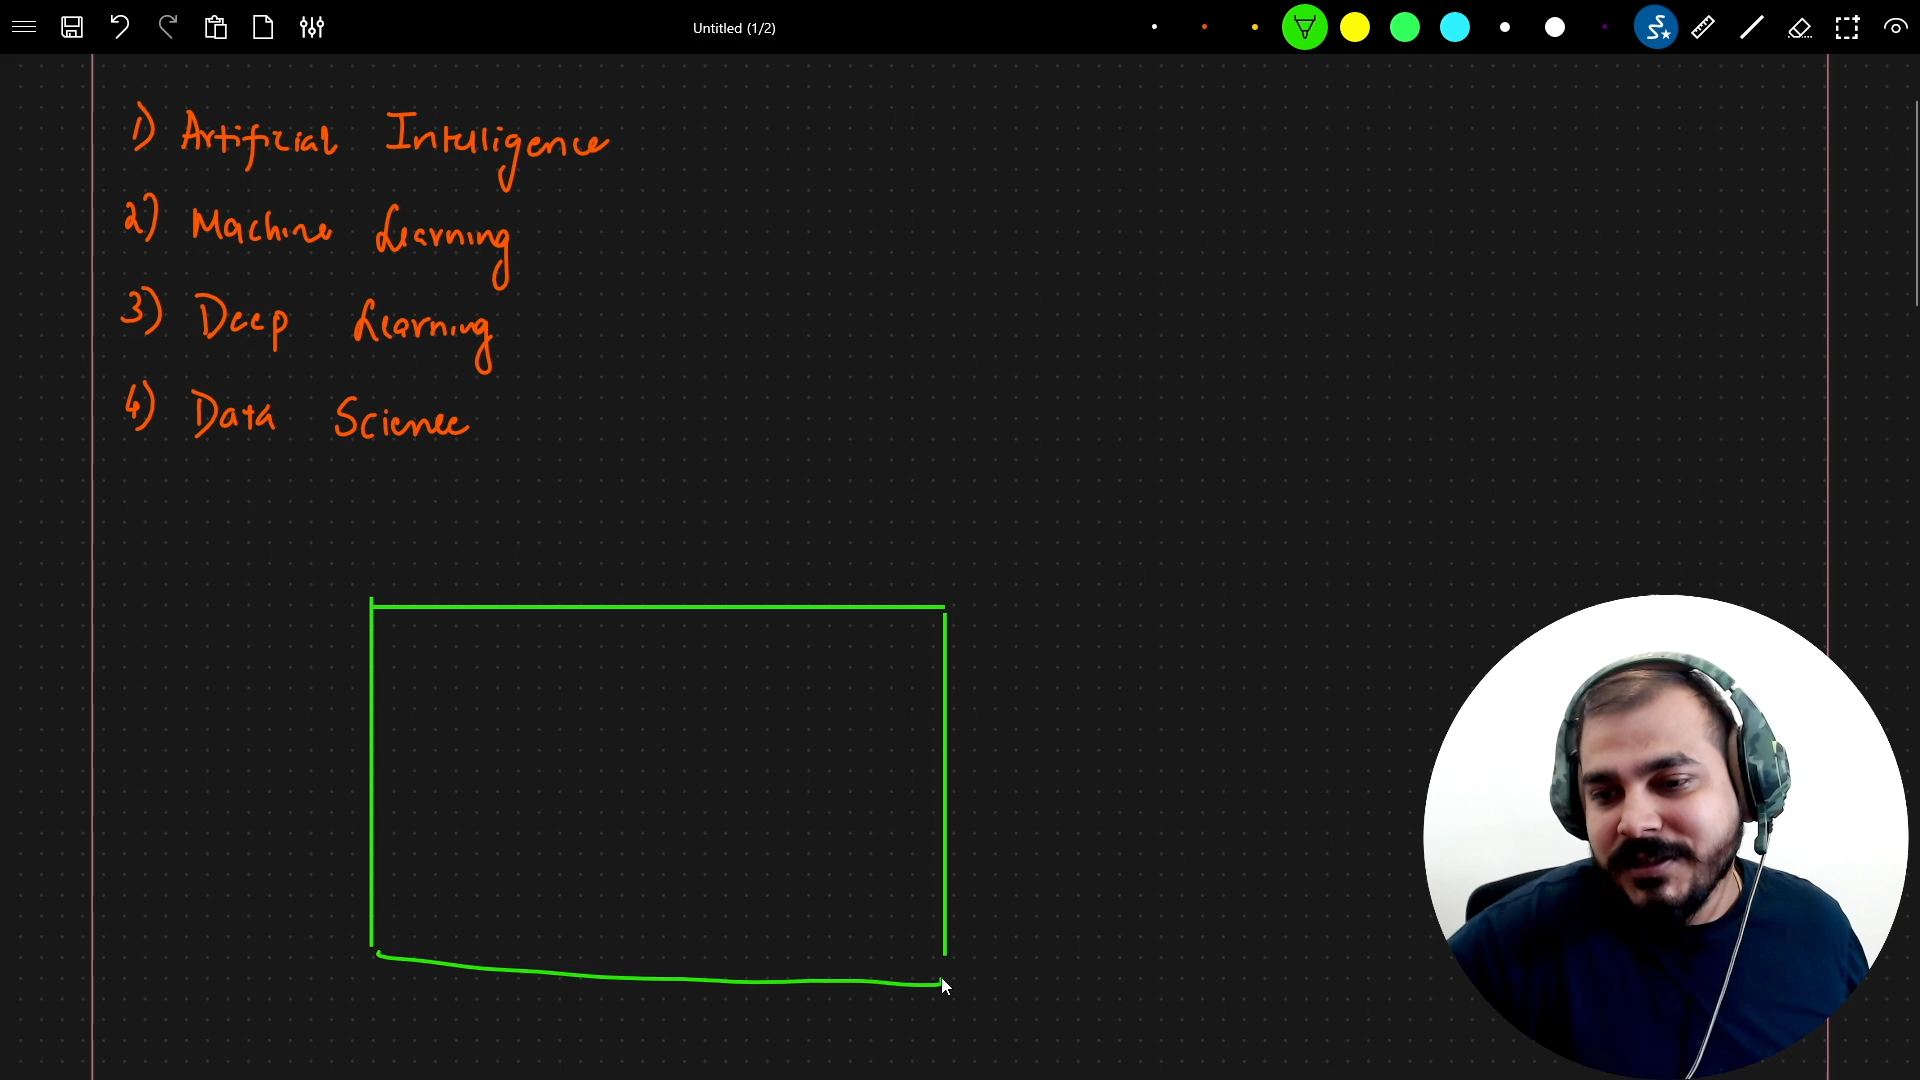 Untitled (1/2)
1) Artificial Intelligence
2) Machine Learning
3) Deep Learning
4) Data Science